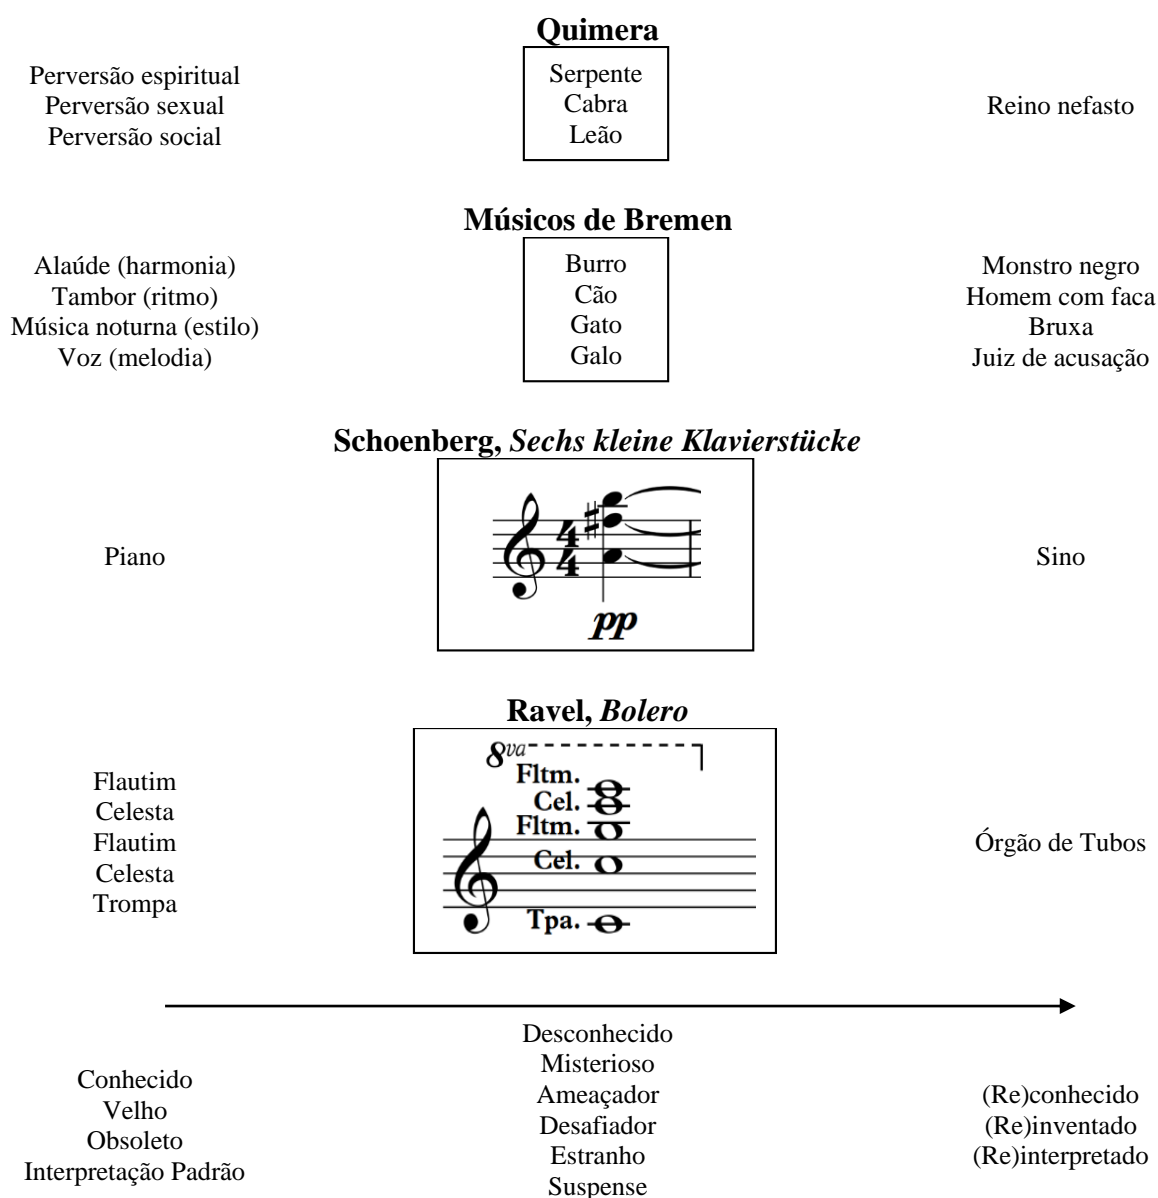 Quimera
Perversão espiritual
Perversão sexual
Perversão social
Serpente
Cabra
Leão
Reino nefasto
Músicos de Bremen
Alaúde (harmonia)
Tambor (ritmo)
Música noturna (estilo)
Voz (melodia)
Burro
Cão
Gato
Galo
Monstro negro
Homem com faca
Bruxa
Juiz de acusação
Schoenberg, Sechs kleine Klavierstücke
Piano
4
4
pp
Sino
Ravel, Bolero
Flautim
Celesta
Flautim
Celesta
Trompa
8va
Fltm.
Cel.
Fltm.
Cel.
Tpa.
Órgão de Tubos
Conhecido
Velho
Obsoleto
Interpretação Padrão
Desconhecido
Misterioso
Ameaçador
Desafiador
Estranho
Suspense
(Re)conhecido
(Re)inventado
(Re)interpretado